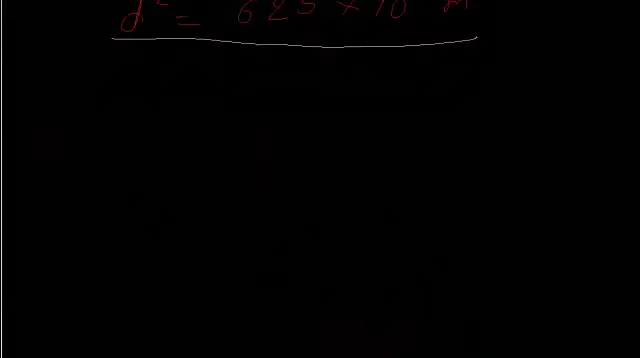 d² = 625 × 10